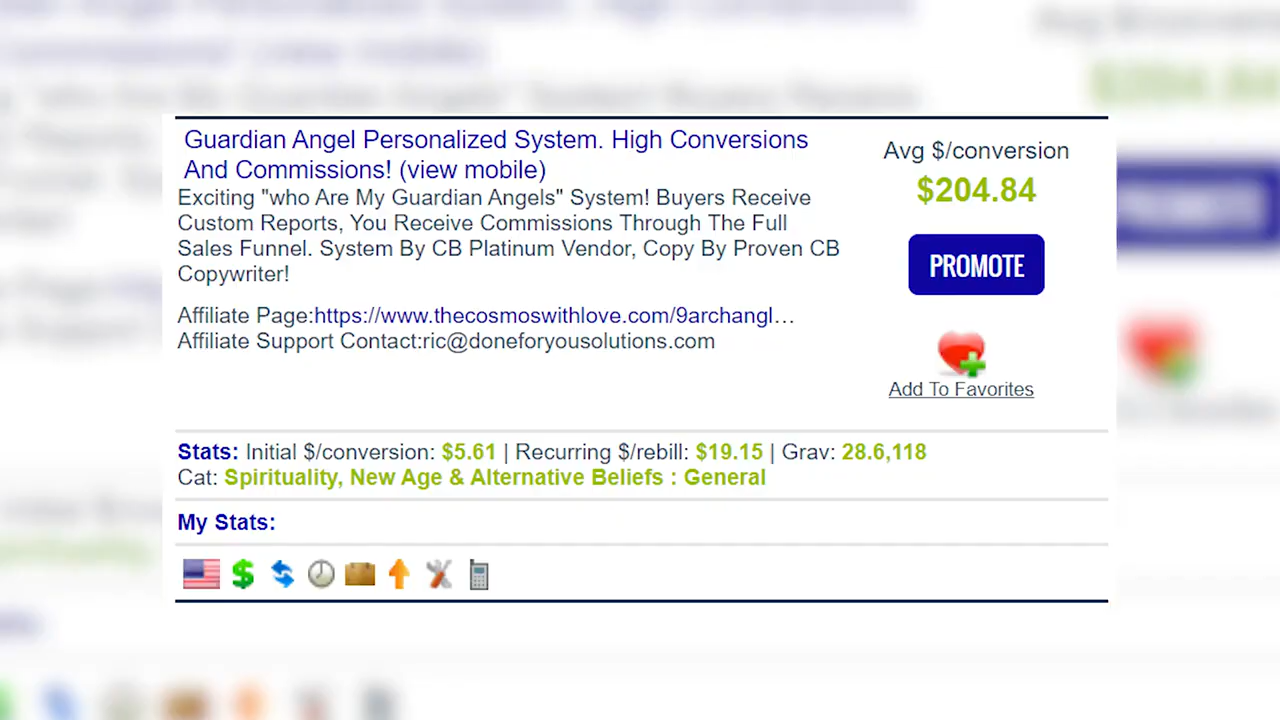 Guardian Angel Personalized System. High Conversions
And Commissions! (view mobile)
Exciting "who Are My Guardian Angels" System! Buyers Receive
Custom Reports, You Receive Commissions Through The Full
Sales Funnel. System By CB Platinum Vendor, Copy By Proven CB
Copywriter!
Affiliate Page:https://www.thecosmoswithlove.com/9archangl...
Affiliate Support Contact:ric@doneforyousolutions.com
Avg $/conversion
$204.84
PROMOTE
Add To Favorites
Stats: Initial $/conversion: $5.61 | Recurring $/rebill: $19.15 | Grav: 28.6,118
Cat: Spirituality, New Age & Alternative Beliefs : General
My Stats: